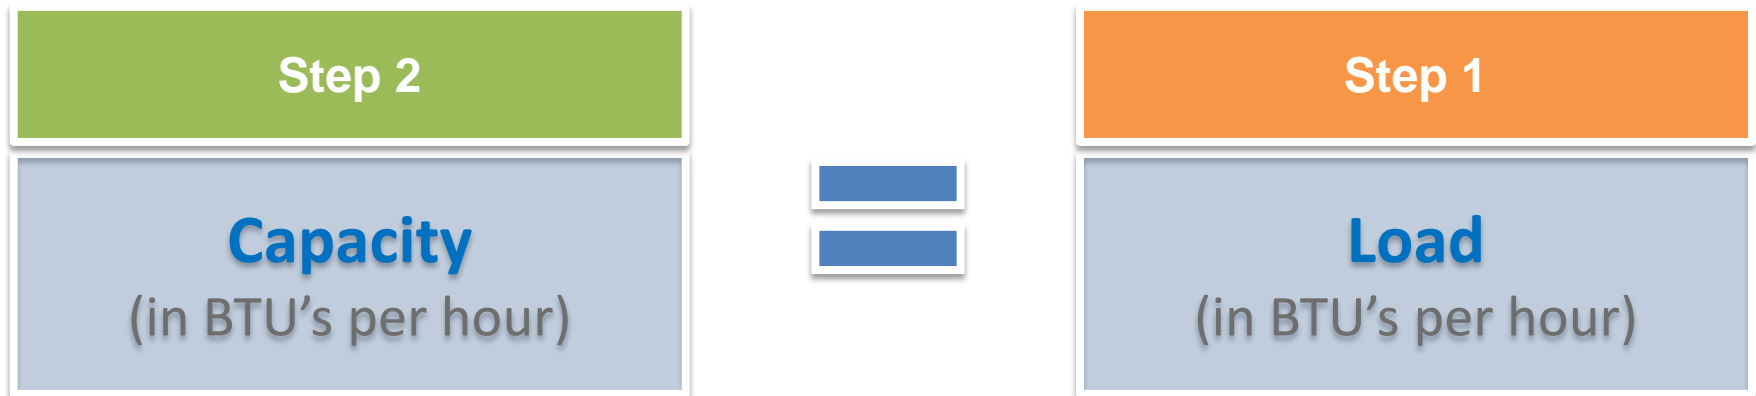 Step 2
Step 1
Capacity
(in BTU’s per hour)
Load
(in BTU’s per hour)